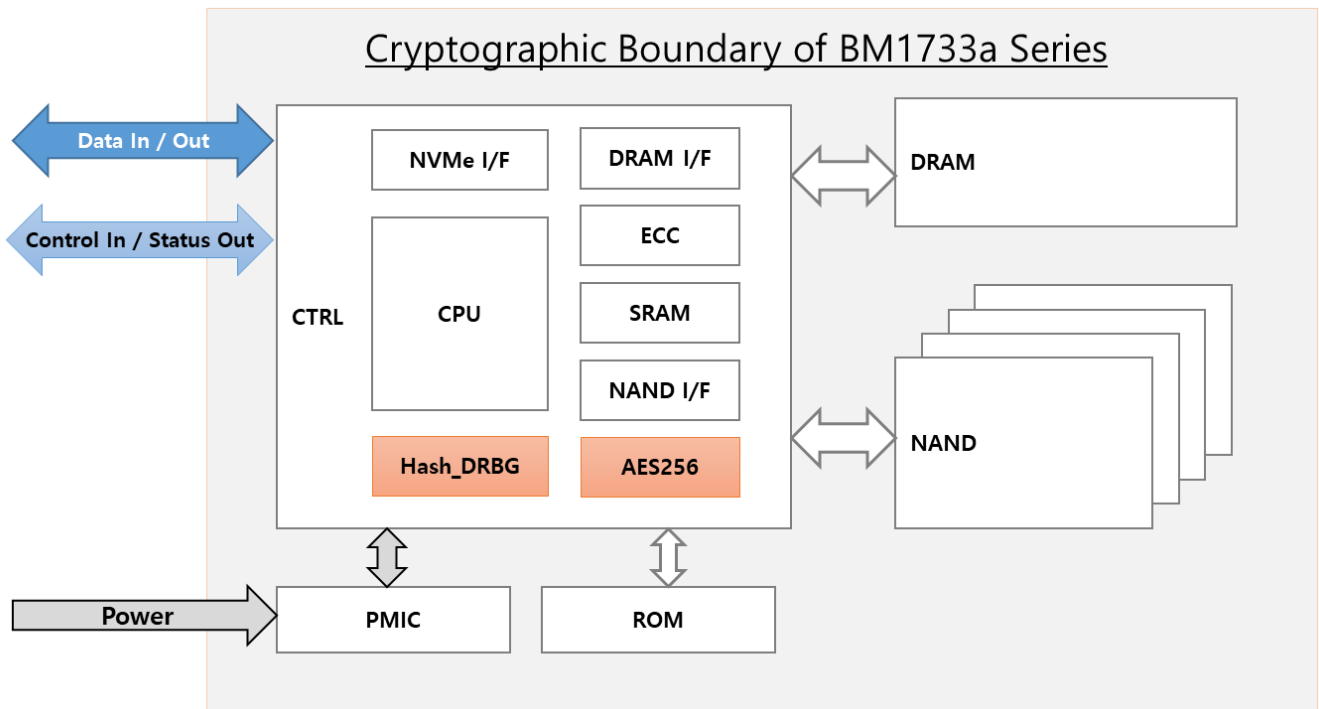 Cryptographic Boundary of BM1733a Series
Data In / Out
Control In / Status Out
CTRL
NVMe I/F
CPU
Hash_DRBG
DRAM I/F
ECC
SRAM
NAND I/F
AES256
DRAM
NAND
Power
PMIC
ROM